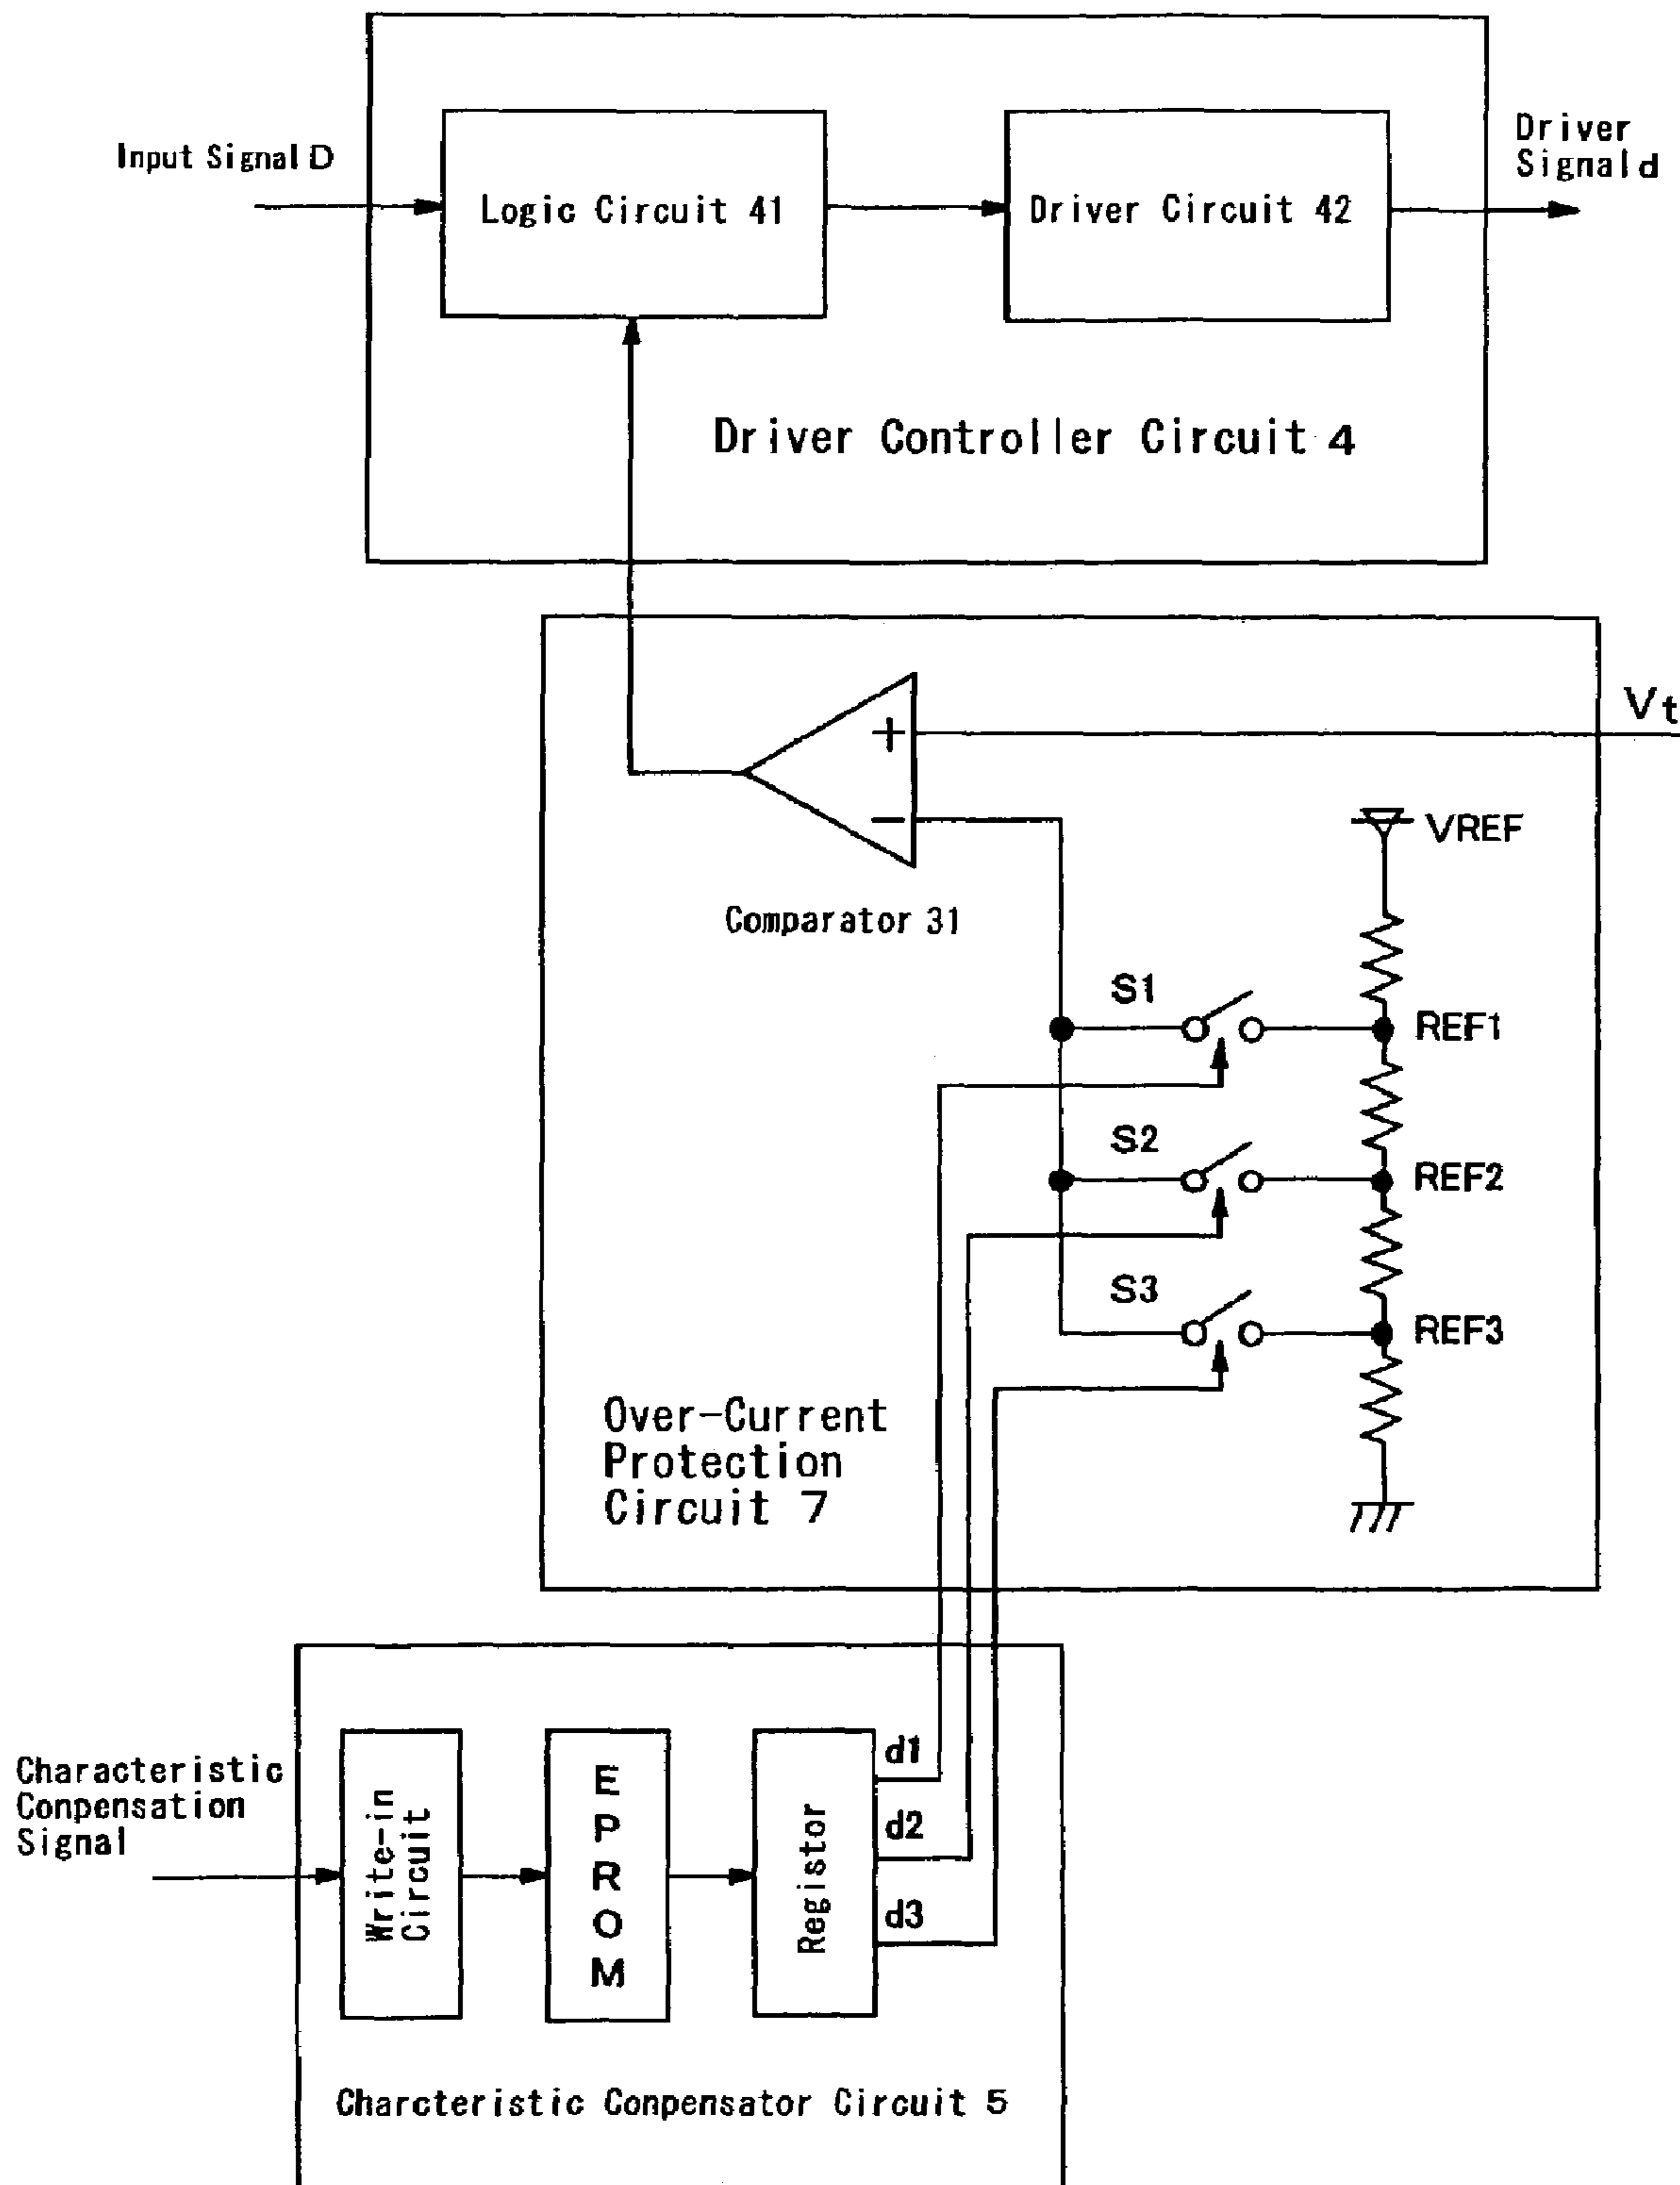 Input Signal D
Driver
Signal d
Logic Circuit 41
Driver Circuit 42
Driver Controller Circuit 4
Vt
+
−
VREF
Comparator 31
S1
REF1
S2
REF2
S3
REF3
Over-Current
Protection
Circuit 7
Characteristic
Conpensation
Signal
Write-in
Circuit
EPROM
Registor
d1
d2
d3
Charcteristic Conpensator Circuit 5